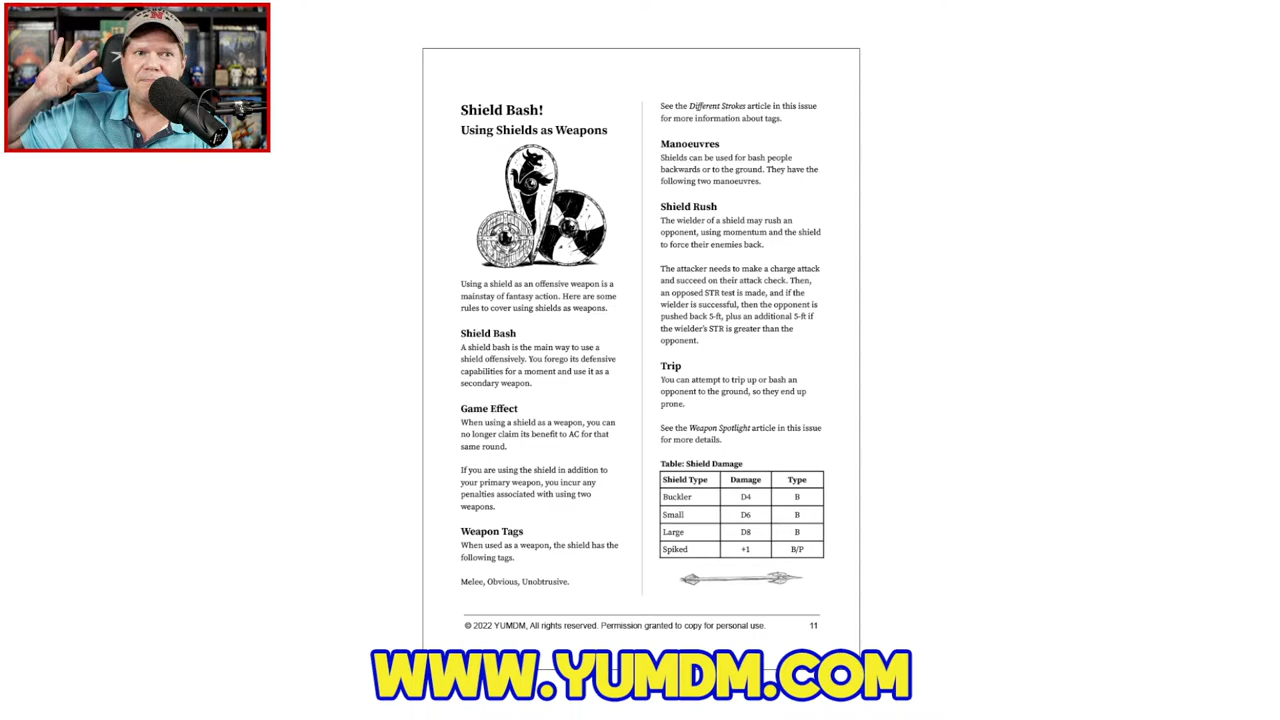 Shield Bash!
Using Shields as Weapons
Using a shield as an offensive weapon is a
mainstay of fantasy action. Here are some
rules to cover using shields as weapons.
Shield Bash
A shield bash is the main way to use a
shield offensively. You forego its defensive
capabilities for a moment and use it as a
secondary weapon.
Game Effect
When using a shield as a weapon, you can
no longer claim its benefit to AC for that
same round.
If you are using the shield in addition to
your primary weapon, you incur any
penalties associated with using two
weapons.
Weapon Tags
When used as a weapon, the shield has the
following tags.
Melee, Obvious, Unobtrusive.
See the Different Strokes article in this issue
for more information about tags.
Manoeuvres
Shields can be used for bash people
backwards or to the ground. They have the
following two manoeuvres.
Shield Rush
The wielder of a shield may rush an
opponent, using momentum and the shield
to force their enemies back.
The attacker needs to make a charge attack
and succeed on their attack check. Then,
an opposed STR test is made, and if the
wielder is successful, then the opponent is
pushed back 5-ft, plus an additional 5-ft if
the wielder's STR is greater than the
opponent.
Trip
You can attempt to trip up or bash an
opponent to the ground, so they end up
prone.
See the Weapon Spotlight article in this issue
for more details.
Table: Shield Damage
Shield Type Damage Type
Buckler D4 B
Small D6 B
Large D8 B
Spiked +1 B/P
© 2022 YUMDM, All rights reserved. Permission granted to copy for personal use. 11
WWW.YUMDM.COM
N